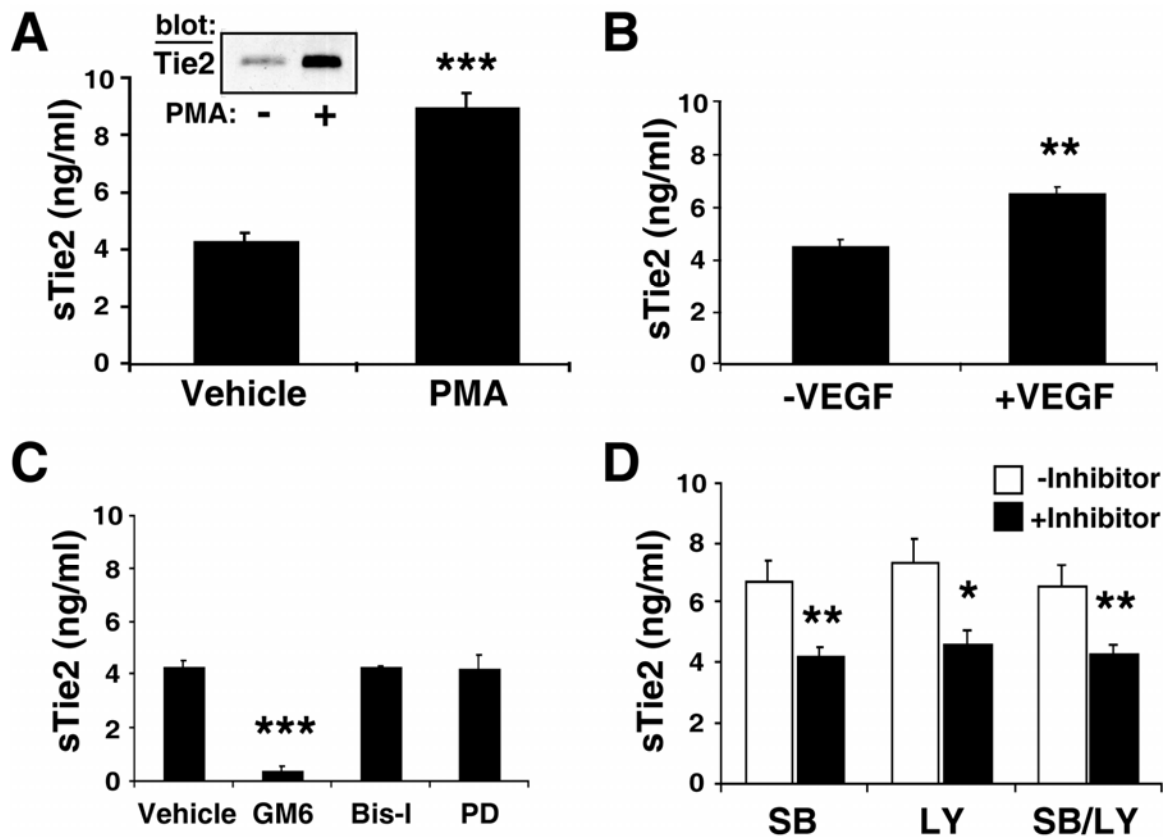 A
blot:
Tie2
PMA: - +
***
sTie2 (ng/ml)
10
8
6
4
2
0
Vehicle PMA
B
**
sTie2 (ng/ml)
10
8
6
4
2
0
-VEGF +VEGF
C
***
sTie2 (ng/ml)
10
8
6
4
2
0
Vehicle GM6 Bis-I PD
D
-Inhibitor
+Inhibitor
** * **
sTie2 (ng/ml)
10
8
6
4
2
0
SB LY SB/LY